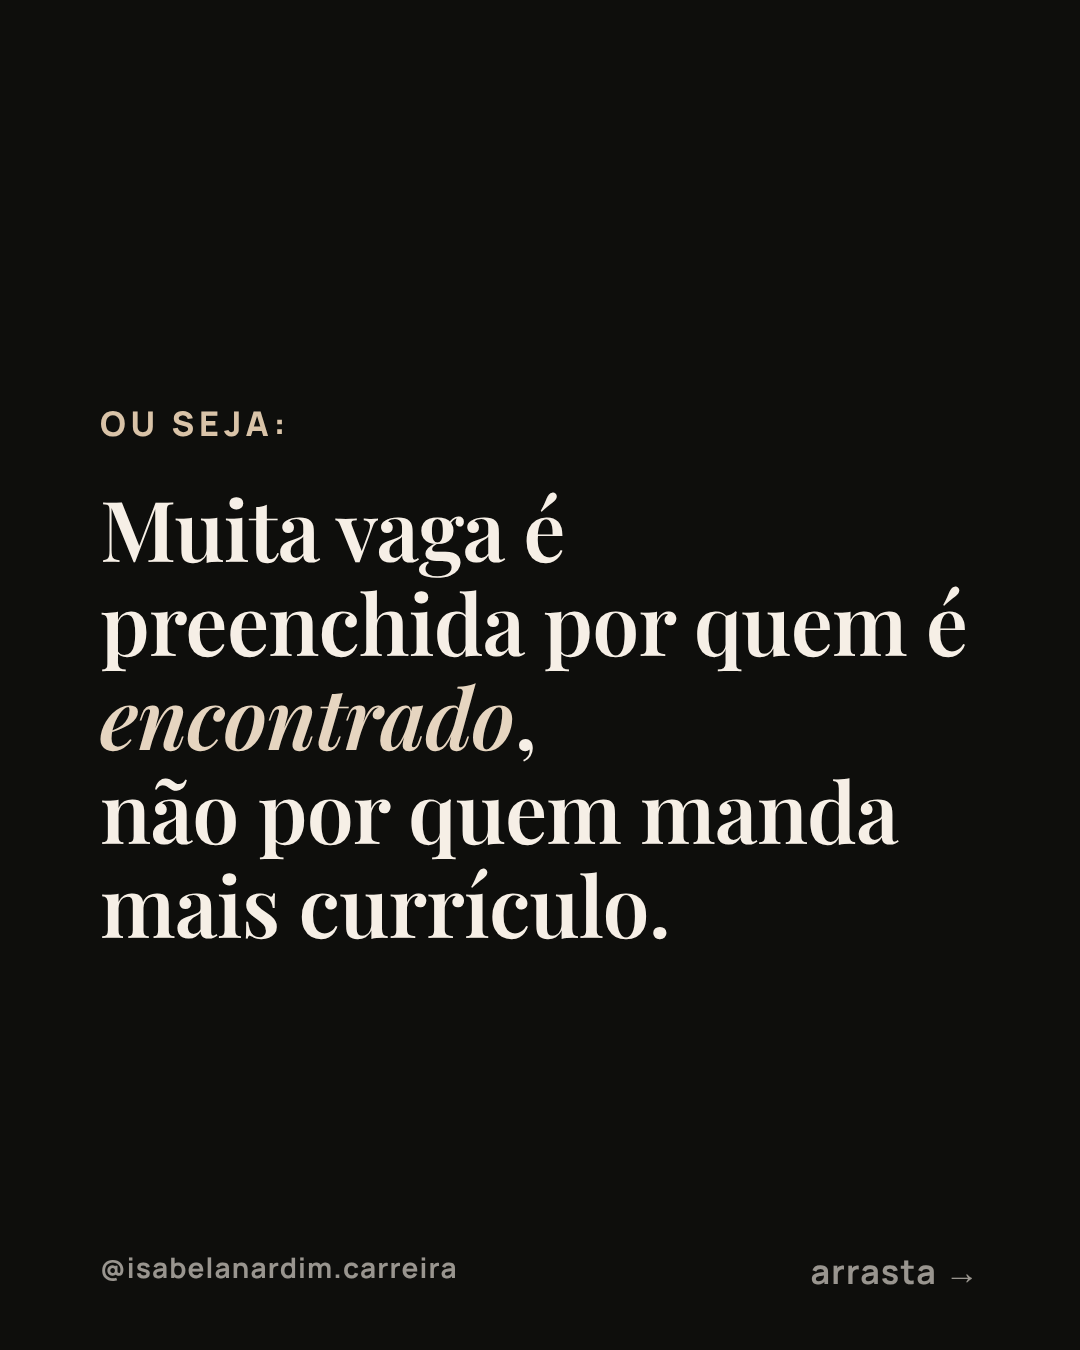 OU SEJA:
Muita vaga é
preenchida por quem é
encontrado,
não por quem manda
mais currículo.
@isabelanardim.carreira
arrasta →